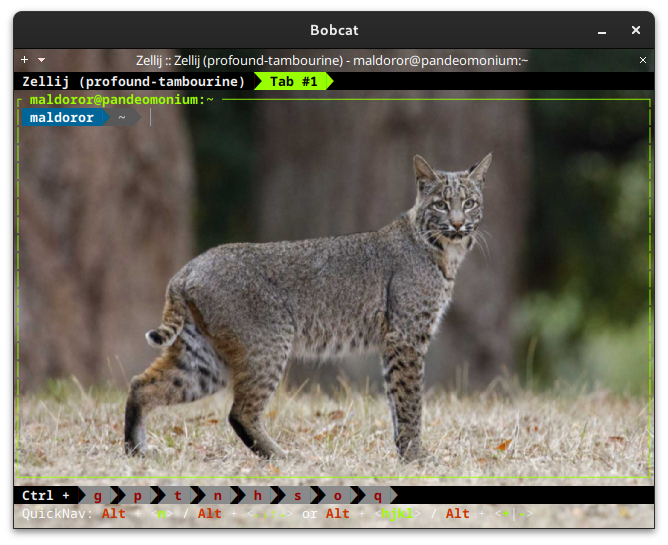 Bobcat
Zellij :: Zellij (profound-tambourine) - maldoror@pandeomonium:~
Zellij (profound-tambourine) Tab #1
maldoror@pandeomonium:~
maldoror ~
Ctrl + g p t n h s o q
QuickNav: Alt + <n> / Alt + or Alt + <hjkl> / Alt + <+|->